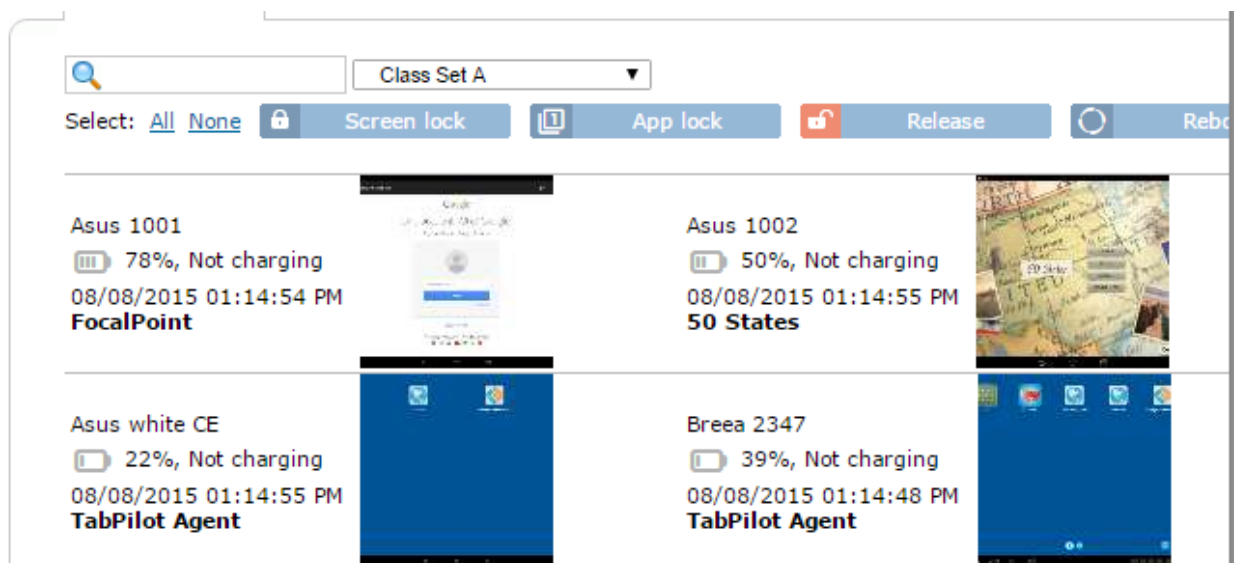 Class Set A
Select: All None Screen lock App lock Release Rebo
Asus 1001
78%, Not charging
08/08/2015 01:14:54 PM
FocalPoint
Google
Asus 1002
50%, Not charging
08/08/2015 01:14:55 PM
50 States
50 States
Asus white CE
22%, Not charging
08/08/2015 01:14:55 PM
TabPilot Agent
Breea 2347
39%, Not charging
08/08/2015 01:14:48 PM
TabPilot Agent